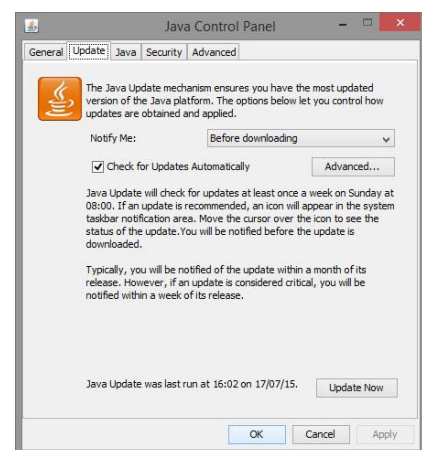 Java Control Panel
General Update Java Security Advanced
The Java Update mechanism ensures you have the most updated
version of the Java platform. The options below let you control how
updates are obtained and applied.
Notify Me: Before downloading
Check for Updates Automatically Advanced...
Java Update will check for updates at least once a week on Sunday at
08:00. If an update is recommended, an icon will appear in the system
taskbar notification area. Move the cursor over the icon to see the
status of the update.You will be notified before the update is
downloaded.
Typically, you will be notified of the update within a month of its
release. However, if an update is considered critical, you will be
notified within a week of its release.
Java Update was last run at 16:02 on 17/07/15. Update Now
OK Cancel Apply